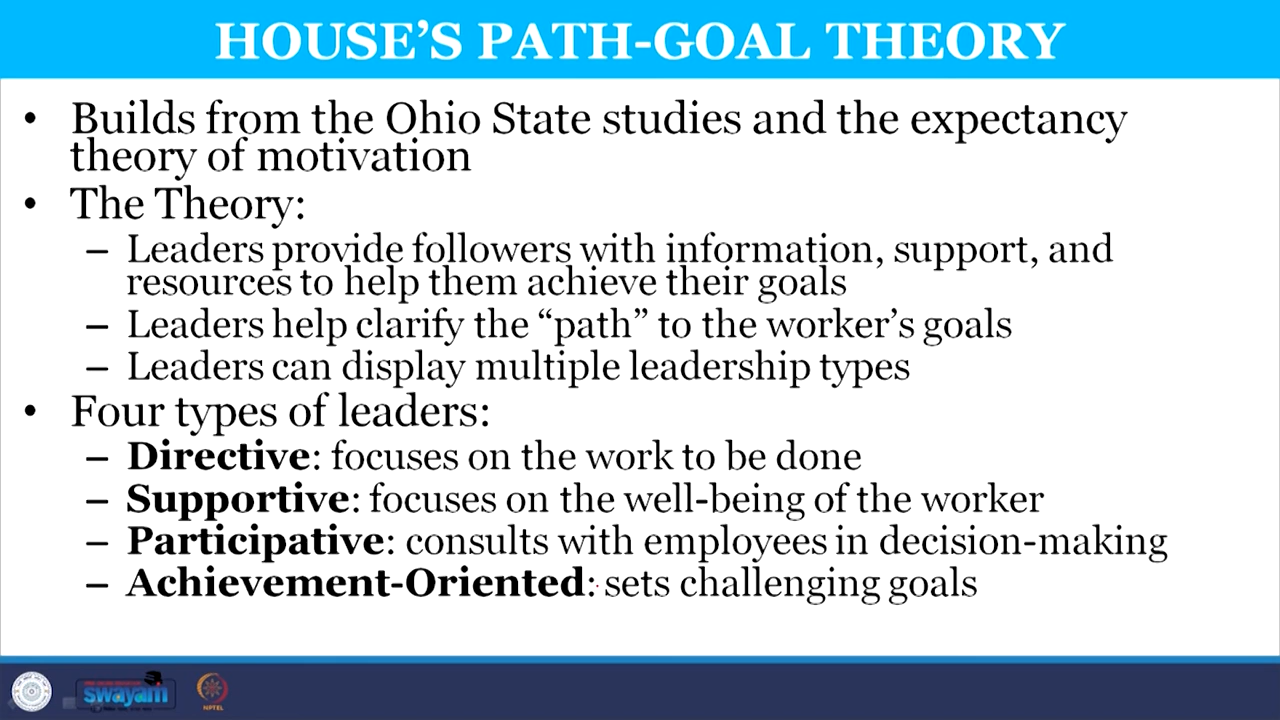 HOUSE'S PATH-GOAL THEORY
• Builds from the Ohio State studies and the expectancy
theory of motivation
• The Theory:
– Leaders provide followers with information, support, and
resources to help them achieve their goals
– Leaders help clarify the “path” to the worker's goals
– Leaders can display multiple leadership types
• Four types of leaders:
– Directive: focuses on the work to be done
– Supportive: focuses on the well-being of the worker
– Participative: consults with employees in decision-making
– Achievement-Oriented: sets challenging goals
swayam
NPTEL